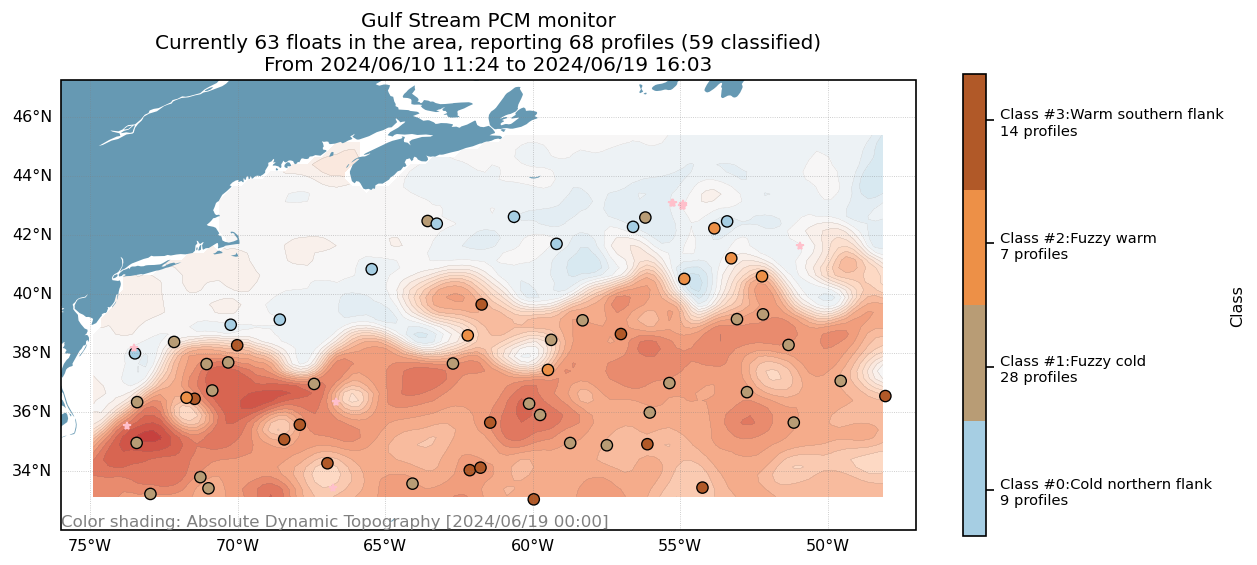 Gulf Stream PCM monitor
Currently 63 floats in the area, reporting 68 profiles (59 classified)
From 2024/06/10 11:24 to 2024/06/19 16:03
46°N
44°N
42°N
40°N
38°N
36°N
34°N
Color shading: Absolute Dynamic Topography [2024/06/19 00:00]
75°W
70°W
65°W
60°W
55°W
50°W
Class #3:Warm southern flank
14 profiles
Class #2:Fuzzy warm
7 profiles
Class #1:Fuzzy cold
28 profiles
Class #0:Cold northern flank
9 profiles
Class